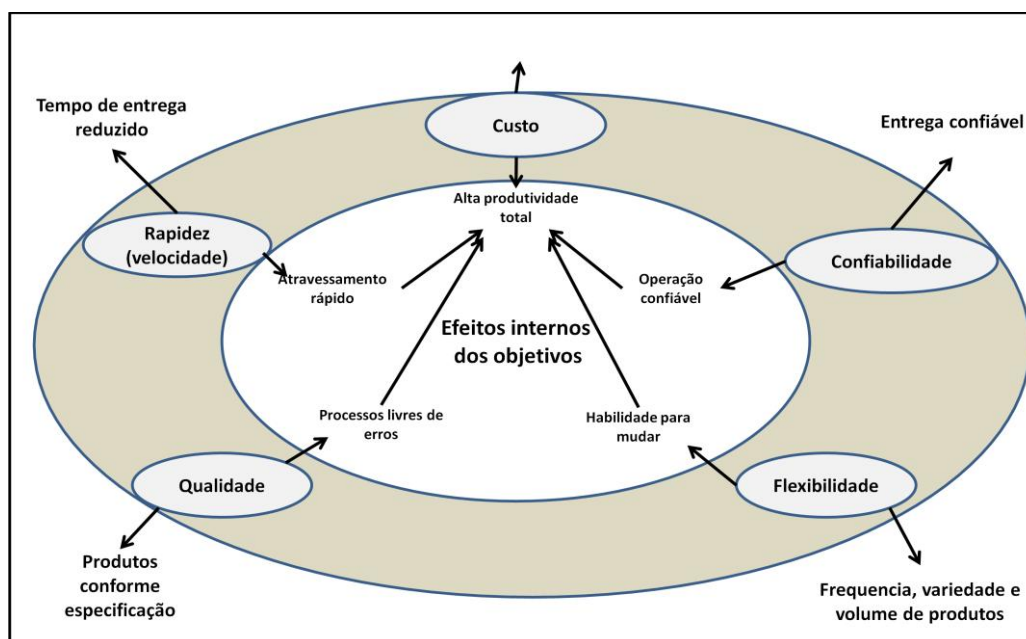 Custo
Tempo de entrega
reduzido
Entrega confiável
Alta produtividade
total
Rapidez
(velocidade)
Confiabilidade
Atravessamento
rápido
Operação
confiável
Efeitos internos
dos objetivos
Processos livres de
erros
Habilidade para
mudar
Qualidade
Flexibilidade
Produtos
conforme
especificação
Frequencia, variedade e
volume de produtos